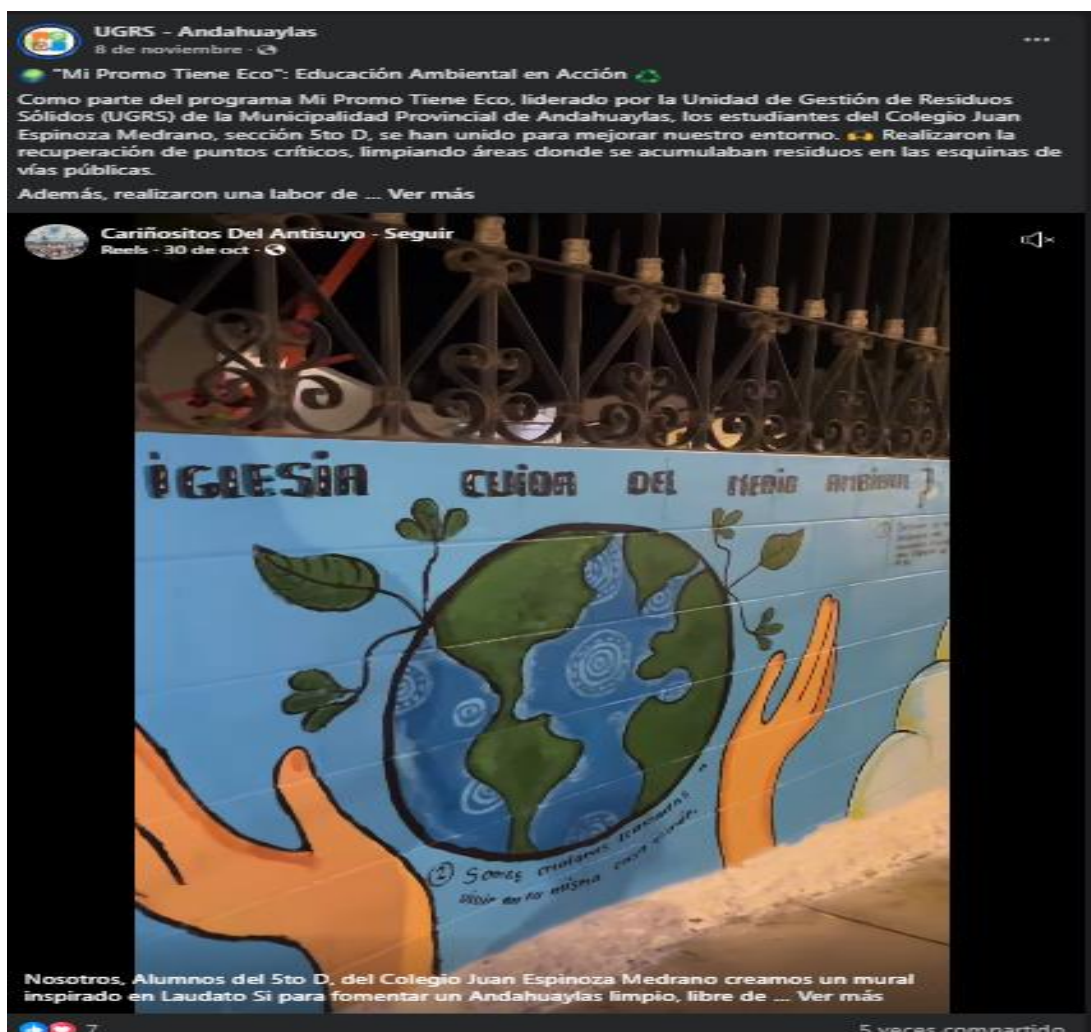 UGRS - Andahuaylas
8 de noviembre ·
"Mi Promo Tiene Eco": Educación Ambiental en Acción
Como parte del programa Mi Promo Tiene Eco, liderado por la Unidad de Gestión de Residuos
Sólidos (UGRS) de la Municipalidad Provincial de Andahuaylas, los estudiantes del Colegio Juan
Espinoza Medrano, sección 5to D, se han unido para mejorar nuestro entorno. Realizaron la
recuperación de puntos críticos, limpiando áreas donde se acumulaban residuos en las esquinas de
vías públicas.
Además, realizaron una labor de ... Ver más
Cariñositos Del Antisuyo · Seguir
Reels · 30 de oct ·
IGLESIA CUIDA DEL MEDIO
② Somos criaturas llamadas a
vivir en la misma casa común.
Nosotros, Alumnos del 5to D, del Colegio Juan Espinoza Medrano creamos un mural
inspirado en Laudato Si para fomentar un Andahuaylas limpio, libre de ... Ver más
7
5 veces compartido